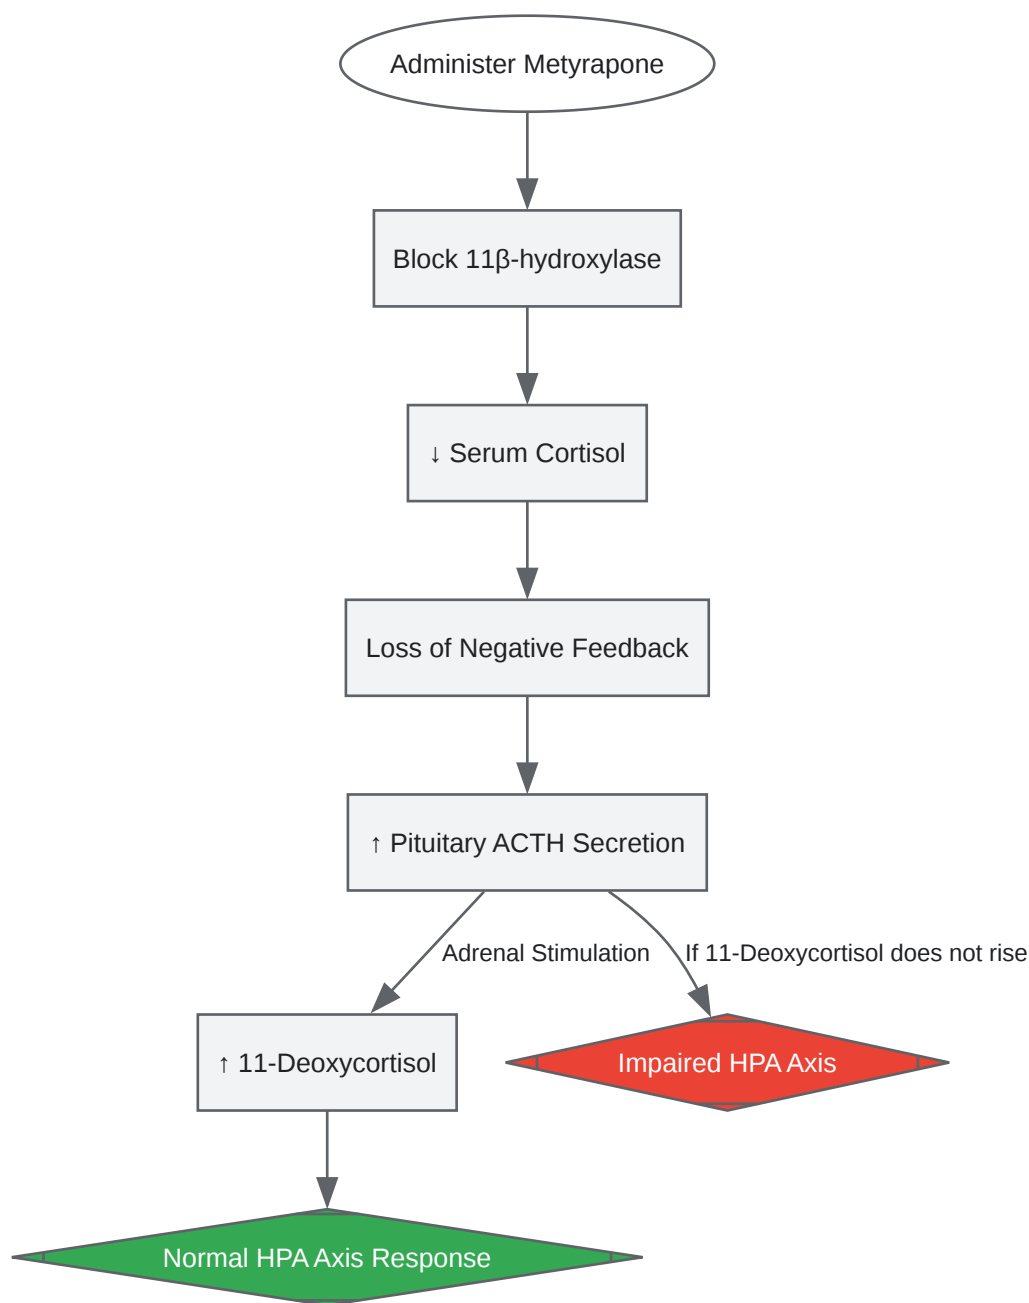 Administer Metyrapone
Block 11β-hydroxylase
↓ Serum Cortisol
Loss of Negative Feedback
↑ Pituitary ACTH Secretion
Adrenal Stimulation
If 11-Deoxycortisol does not rise
↑ 11-Deoxycortisol
Impaired HPA Axis
Normal HPA Axis Response